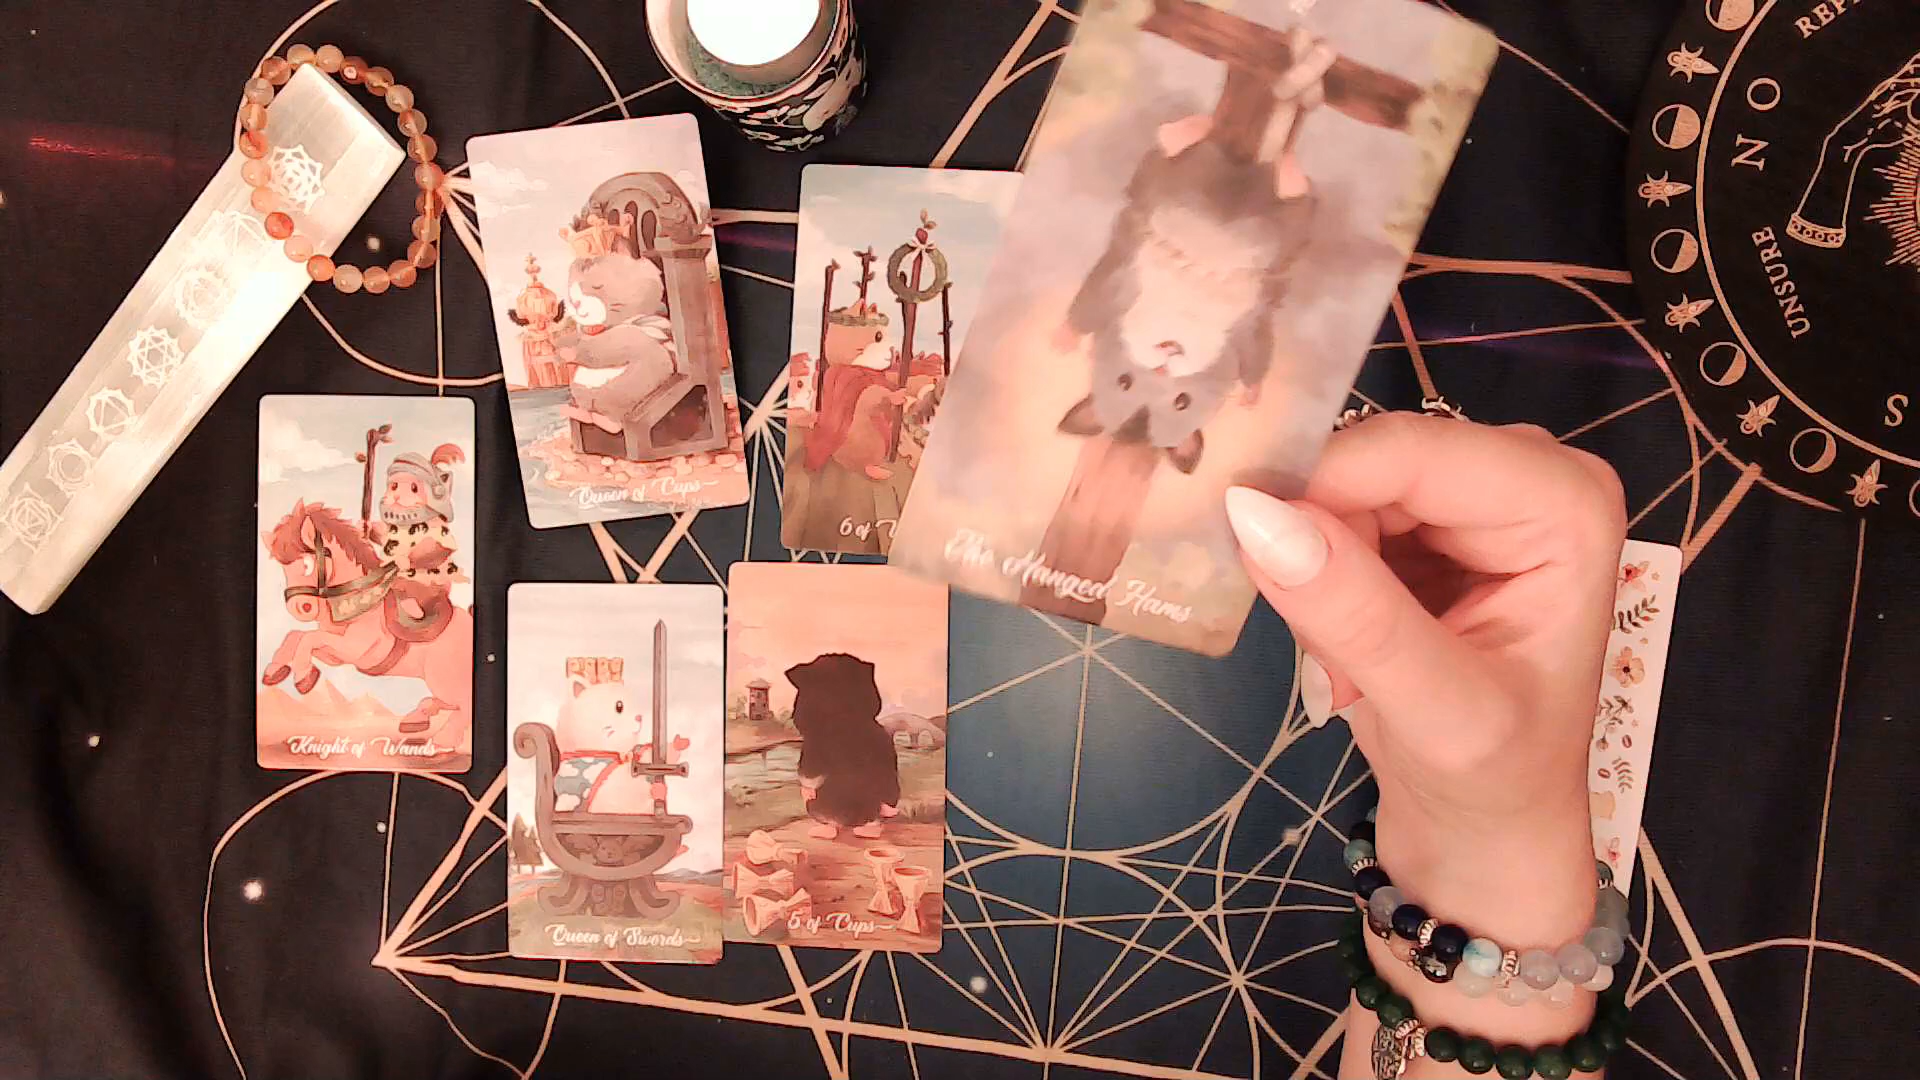 NO
UNSURE
Queen of Cups
6 of
The Hanged Hams
Knight of Wands
Queen of Swords
5 of Cups